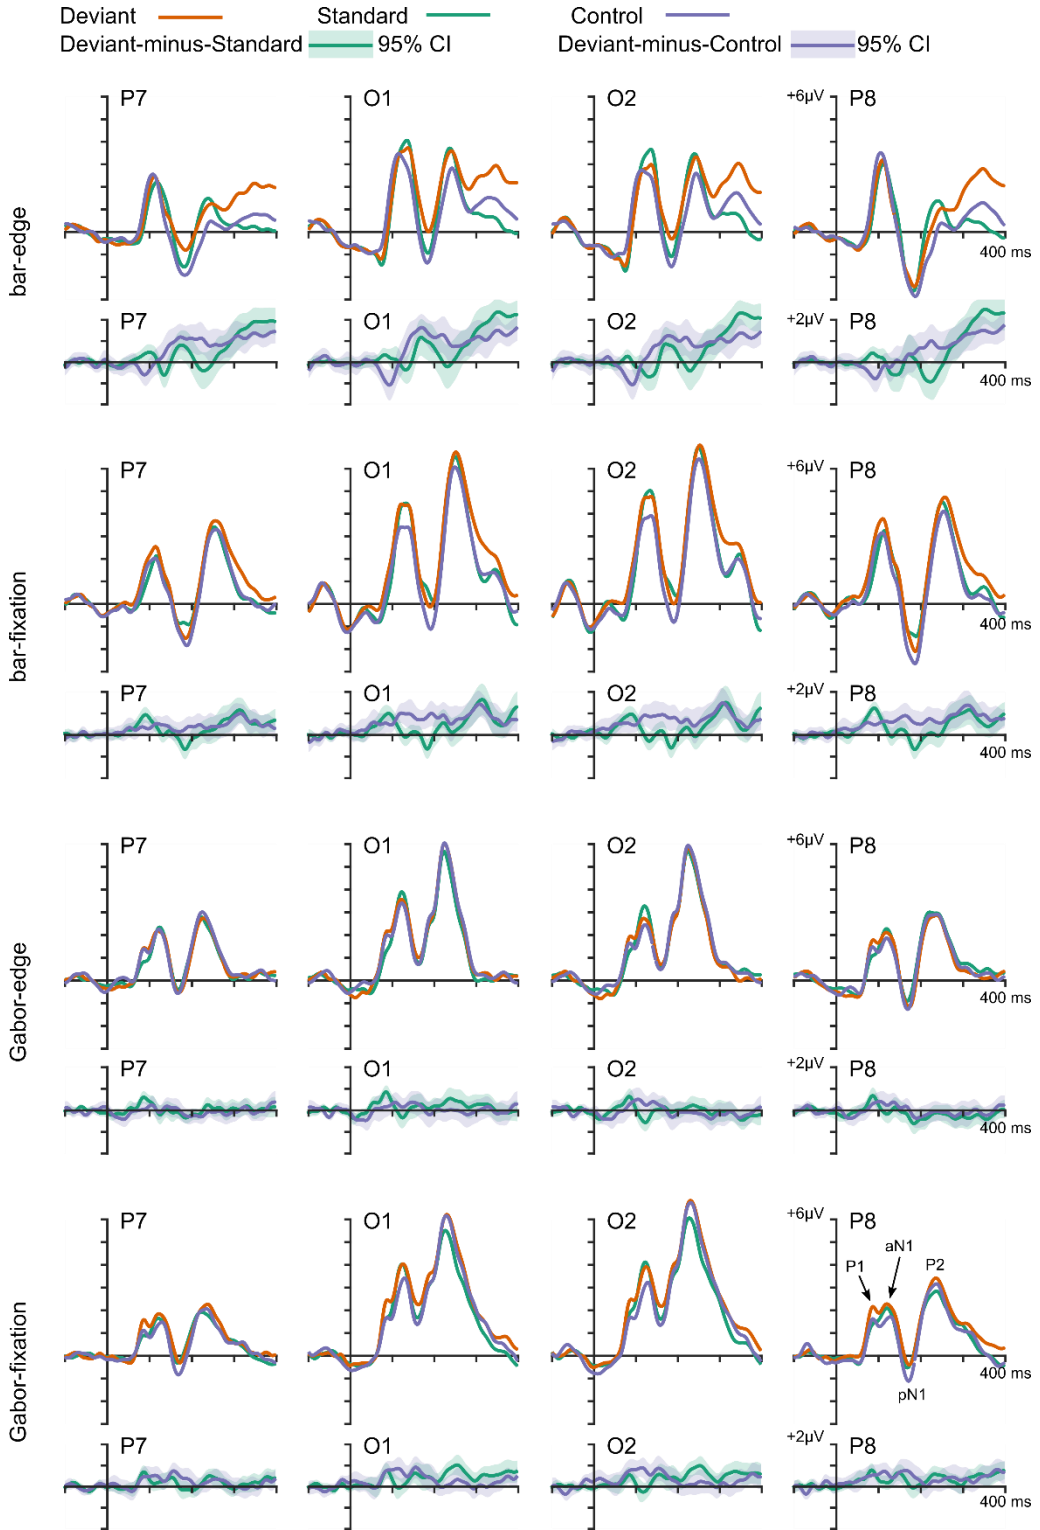 Deviant Standard Control
Deviant-minus-Standard 95% CI Deviant-minus-Control 95% CI
bar-edge
P7 O1 O2 +6µV P8
400 ms
P7 O1 O2 +2µV P8
400 ms
bar-fixation
P7 O1 O2 +6µV P8
400 ms
P7 O1 O2 +2µV P8
400 ms
Gabor-edge
P7 O1 O2 +6µV P8
400 ms
P7 O1 O2 +2µV P8
400 ms
Gabor-fixation
P7 O1 O2 +6µV P8
aN1
P1 P2
400 ms
pN1
P7 O1 O2 +2µV P8
400 ms